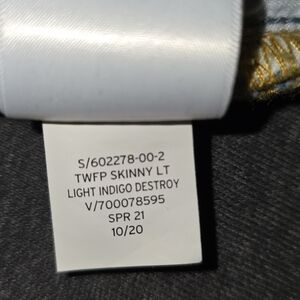 S/602278-00-2
TWFP SKINNY LT
LIGHT INDIGO DESTROY
V/700078595
SPR 21
10/20